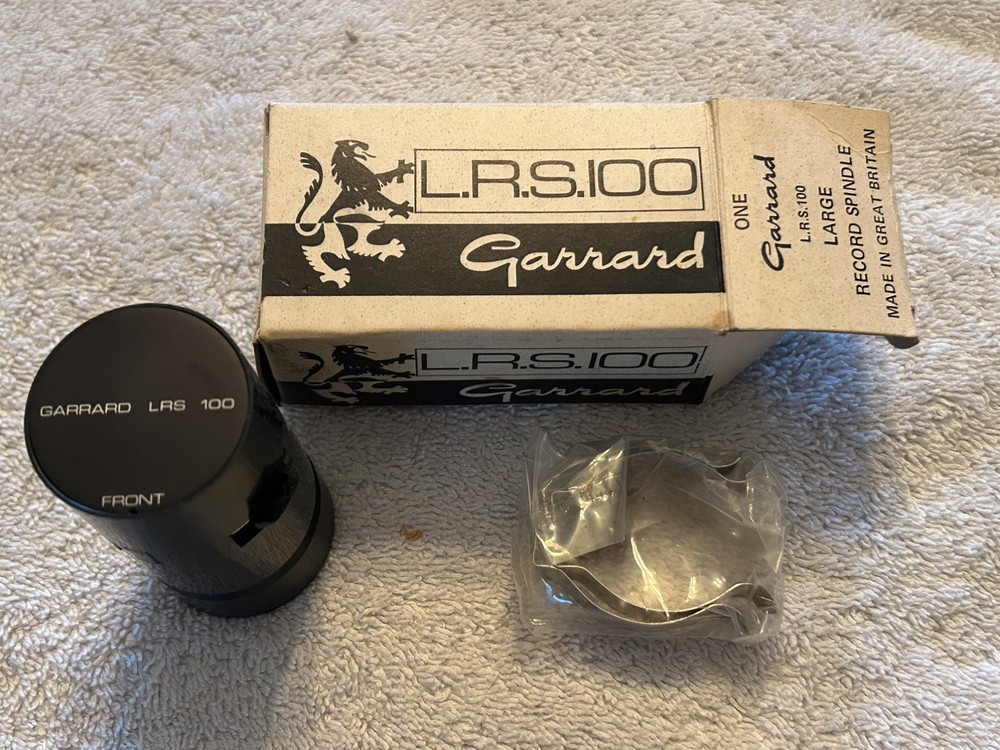 L.R.S.100
Garrard
L.R.S.100
Garrard
ONE
Garrard
L.R.S.100
LARGE
RECORD SPINDLE
MADE IN GREAT BRITAIN
GARRARD LRS 100
FRONT